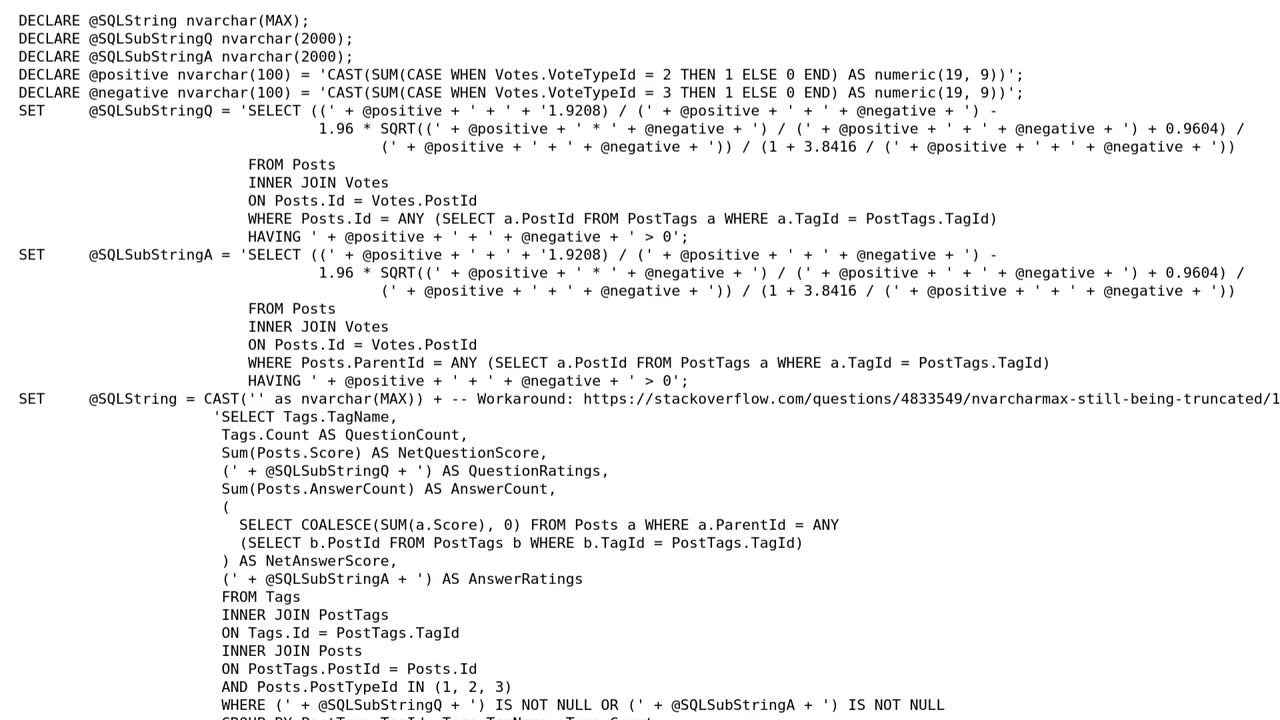 DECLARE @SQLString nvarchar(MAX);
DECLARE @SQLSubStringQ nvarchar(2000);
DECLARE @SQLSubStringA nvarchar(2000);
DECLARE @positive nvarchar(100) = 'CAST(SUM(CASE WHEN Votes.VoteTypeId = 2 THEN 1 ELSE 0 END) AS numeric(19, 9))';
DECLARE @negative nvarchar(100) = 'CAST(SUM(CASE WHEN Votes.VoteTypeId = 3 THEN 1 ELSE 0 END) AS numeric(19, 9))';
SET     @SQLSubStringQ = 'SELECT ((' + @positive + ' + ' + '1.9208) / (' + @positive + ' + ' + @negative + ') -
                                  1.96 * SQRT((' + @positive + ' * ' + @negative + ') / (' + @positive + ' + ' + @negative + ') + 0.9604) /
                                         (' + @positive + ' + ' + @negative + ')) / (1 + 3.8416 / (' + @positive + ' + ' + @negative + '))
                          FROM Posts
                          INNER JOIN Votes
                          ON Posts.Id = Votes.PostId
                          WHERE Posts.Id = ANY (SELECT a.PostId FROM PostTags a WHERE a.TagId = PostTags.TagId)
                          HAVING ' + @positive + ' + ' + @negative + ' > 0';
SET     @SQLSubStringA = 'SELECT ((' + @positive + ' + ' + '1.9208) / (' + @positive + ' + ' + @negative + ') -
                                  1.96 * SQRT((' + @positive + ' * ' + @negative + ') / (' + @positive + ' + ' + @negative + ') + 0.9604) /
                                         (' + @positive + ' + ' + @negative + ')) / (1 + 3.8416 / (' + @positive + ' + ' + @negative + '))
                          FROM Posts
                          INNER JOIN Votes
                          ON Posts.Id = Votes.PostId
                          WHERE Posts.ParentId = ANY (SELECT a.PostId FROM PostTags a WHERE a.TagId = PostTags.TagId)
                          HAVING ' + @positive + ' + ' + @negative + ' > 0';
SET     @SQLString = CAST('' as nvarchar(MAX)) + -- Workaround: https://stackoverflow.com/questions/4833549/nvarcharmax-still-being-truncated/1
                      'SELECT Tags.TagName,
                       Tags.Count AS QuestionCount,
                       Sum(Posts.Score) AS NetQuestionScore,
                       (' + @SQLSubStringQ + ') AS QuestionRatings,
                       Sum(Posts.AnswerCount) AS AnswerCount,
                       (
                         SELECT COALESCE(SUM(a.Score), 0) FROM Posts a WHERE a.ParentId = ANY
                         (SELECT b.PostId FROM PostTags b WHERE b.TagId = PostTags.TagId)
                       ) AS NetAnswerScore,
                       (' + @SQLSubStringA + ') AS AnswerRatings
                       FROM Tags
                       INNER JOIN PostTags
                       ON Tags.Id = PostTags.TagId
                       INNER JOIN Posts
                       ON PostTags.PostId = Posts.Id
                       AND Posts.PostTypeId IN (1, 2, 3)
                       WHERE (' + @SQLSubStringQ + ') IS NOT NULL OR (' + @SQLSubStringA + ') IS NOT NULL